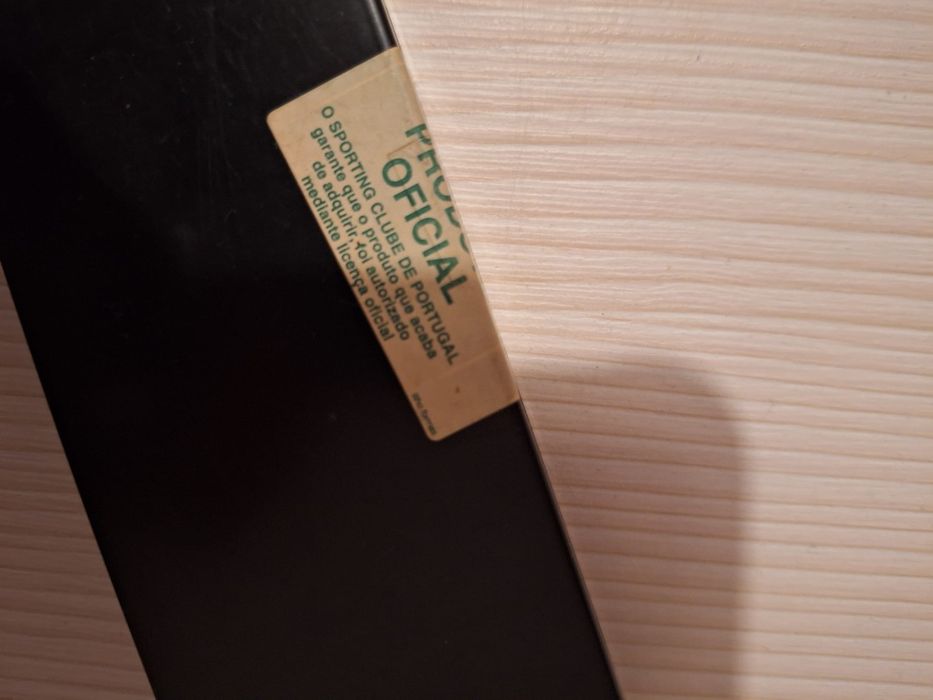 OFICIAL
O SPORTING CLUBE DE PORTUGAL
garante que o produto que acaba
de adquirir, foi autorizado
mediante licença oficial